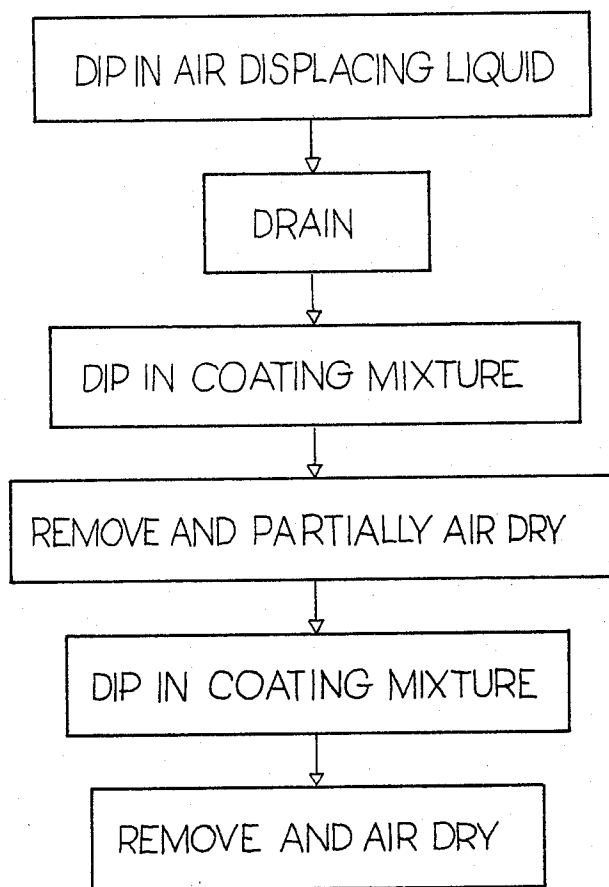 DIP IN AIR DISPLACING LIQUID
DRAIN
DIP IN COATING MIXTURE
REMOVE AND PARTIALLY AIR DRY
DIP IN COATING MIXTURE
REMOVE AND AIR DRY